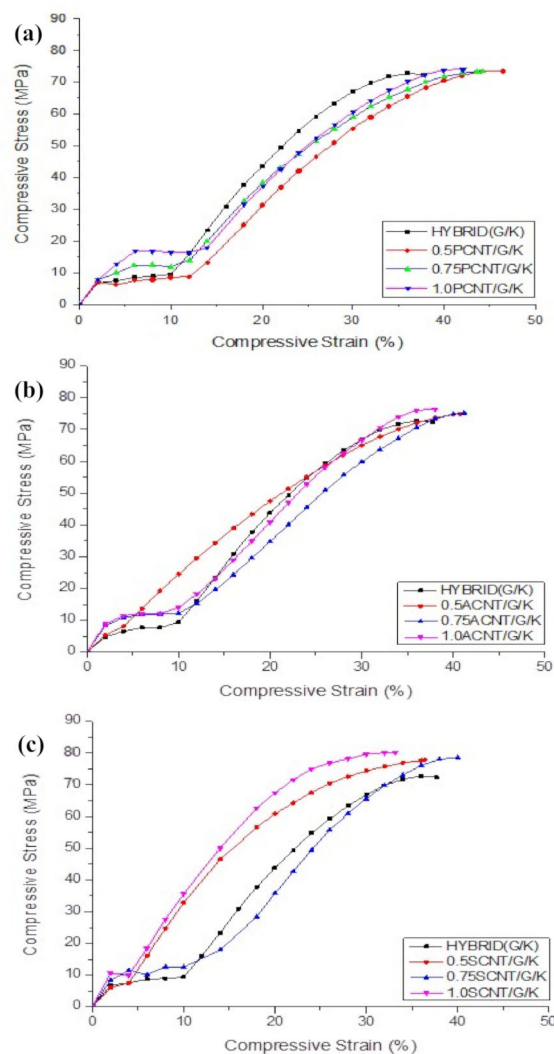 (a)
Compressive Stress (MPa)
90
80
70
60
50
40
30
20
10
0
HYBRID(G/K)
0.5PCNT/G/K
0.75PCNT/G/K
1.0PCNT/G/K
0 10 20 30 40 50
Compressive Strain (%)
(b)
Compressive Stress (MPa)
90
80
70
60
50
40
30
20
10
0
HYBRID(G/K)
0.5ACNT/G/K
0.75ACNT/G/K
1.0ACNT/G/K
0 10 20 30 40 50
Compressive Strain (%)
(c)
Compressive Stress (MPa)
90
80
70
60
50
40
30
20
10
0
HYBRID(G/K)
0.5SCNT/G/K
0.75SCNT/G/K
1.0SCNT/G/K
0 10 20 30 40 50
Compressive Strain (%)